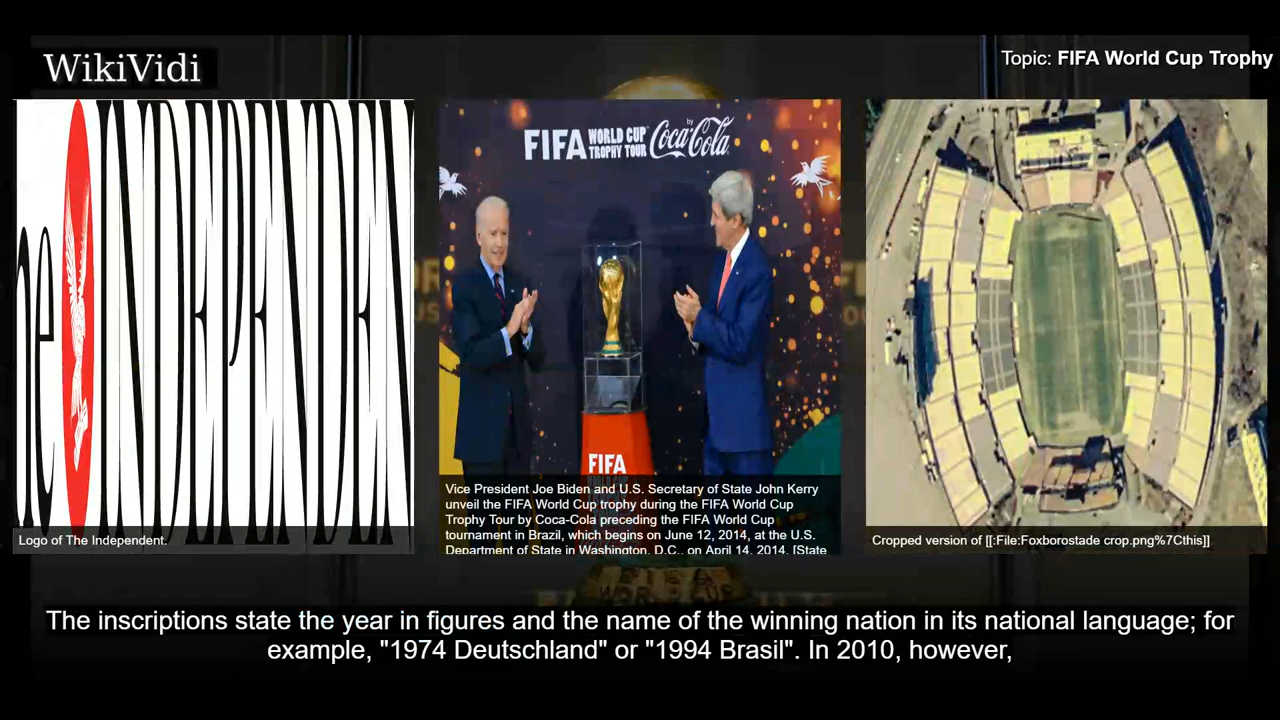 WikiVidi
Topic: FIFA World Cup Trophy
he INDEPENDEN
FIFA WORLD CUP TROPHY TOUR by Coca-Cola
FIFA
Logo of The Independent.
Vice President Joe Biden and U.S. Secretary of State John Kerry
unveil the FIFA World Cup trophy during the FIFA World Cup
Trophy Tour by Coca-Cola preceding the FIFA World Cup
tournament in Brazil, which begins on June 12, 2014, at the U.S.
Department of State in Washington, D.C., on April 14, 2014. [State
Cropped version of [[:File:Foxborostade crop.png%7Cthis]]
The inscriptions state the year in figures and the name of the winning nation in its national language; for
example, "1974 Deutschland" or "1994 Brasil". In 2010, however,